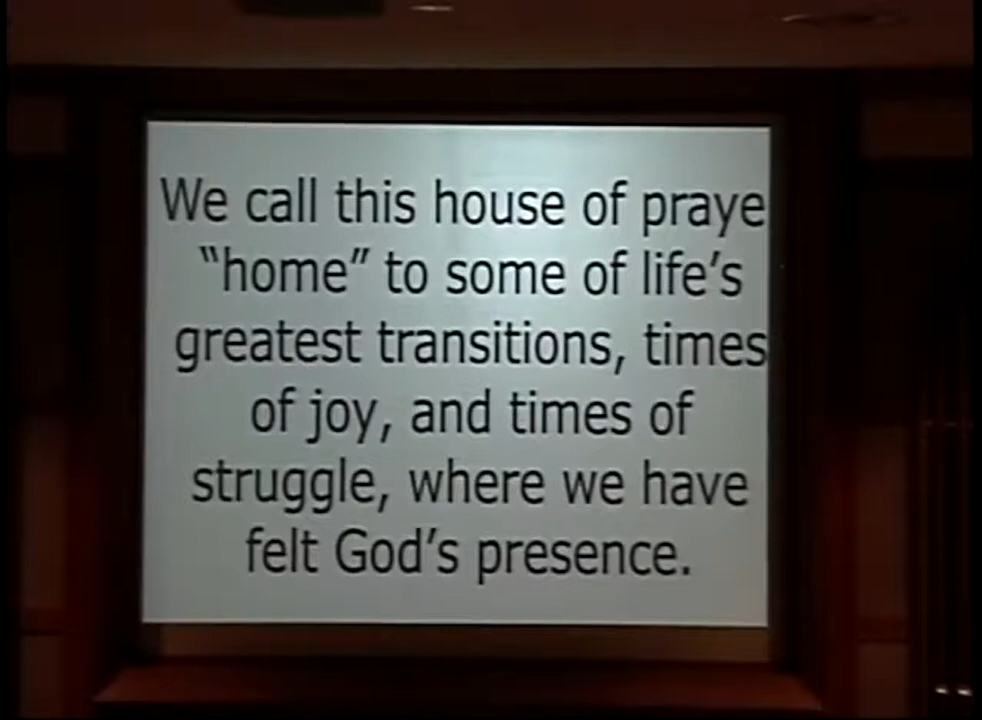 We call this house of praye
“home” to some of life’s
greatest transitions, times
of joy, and times of
struggle, where we have
felt God’s presence.